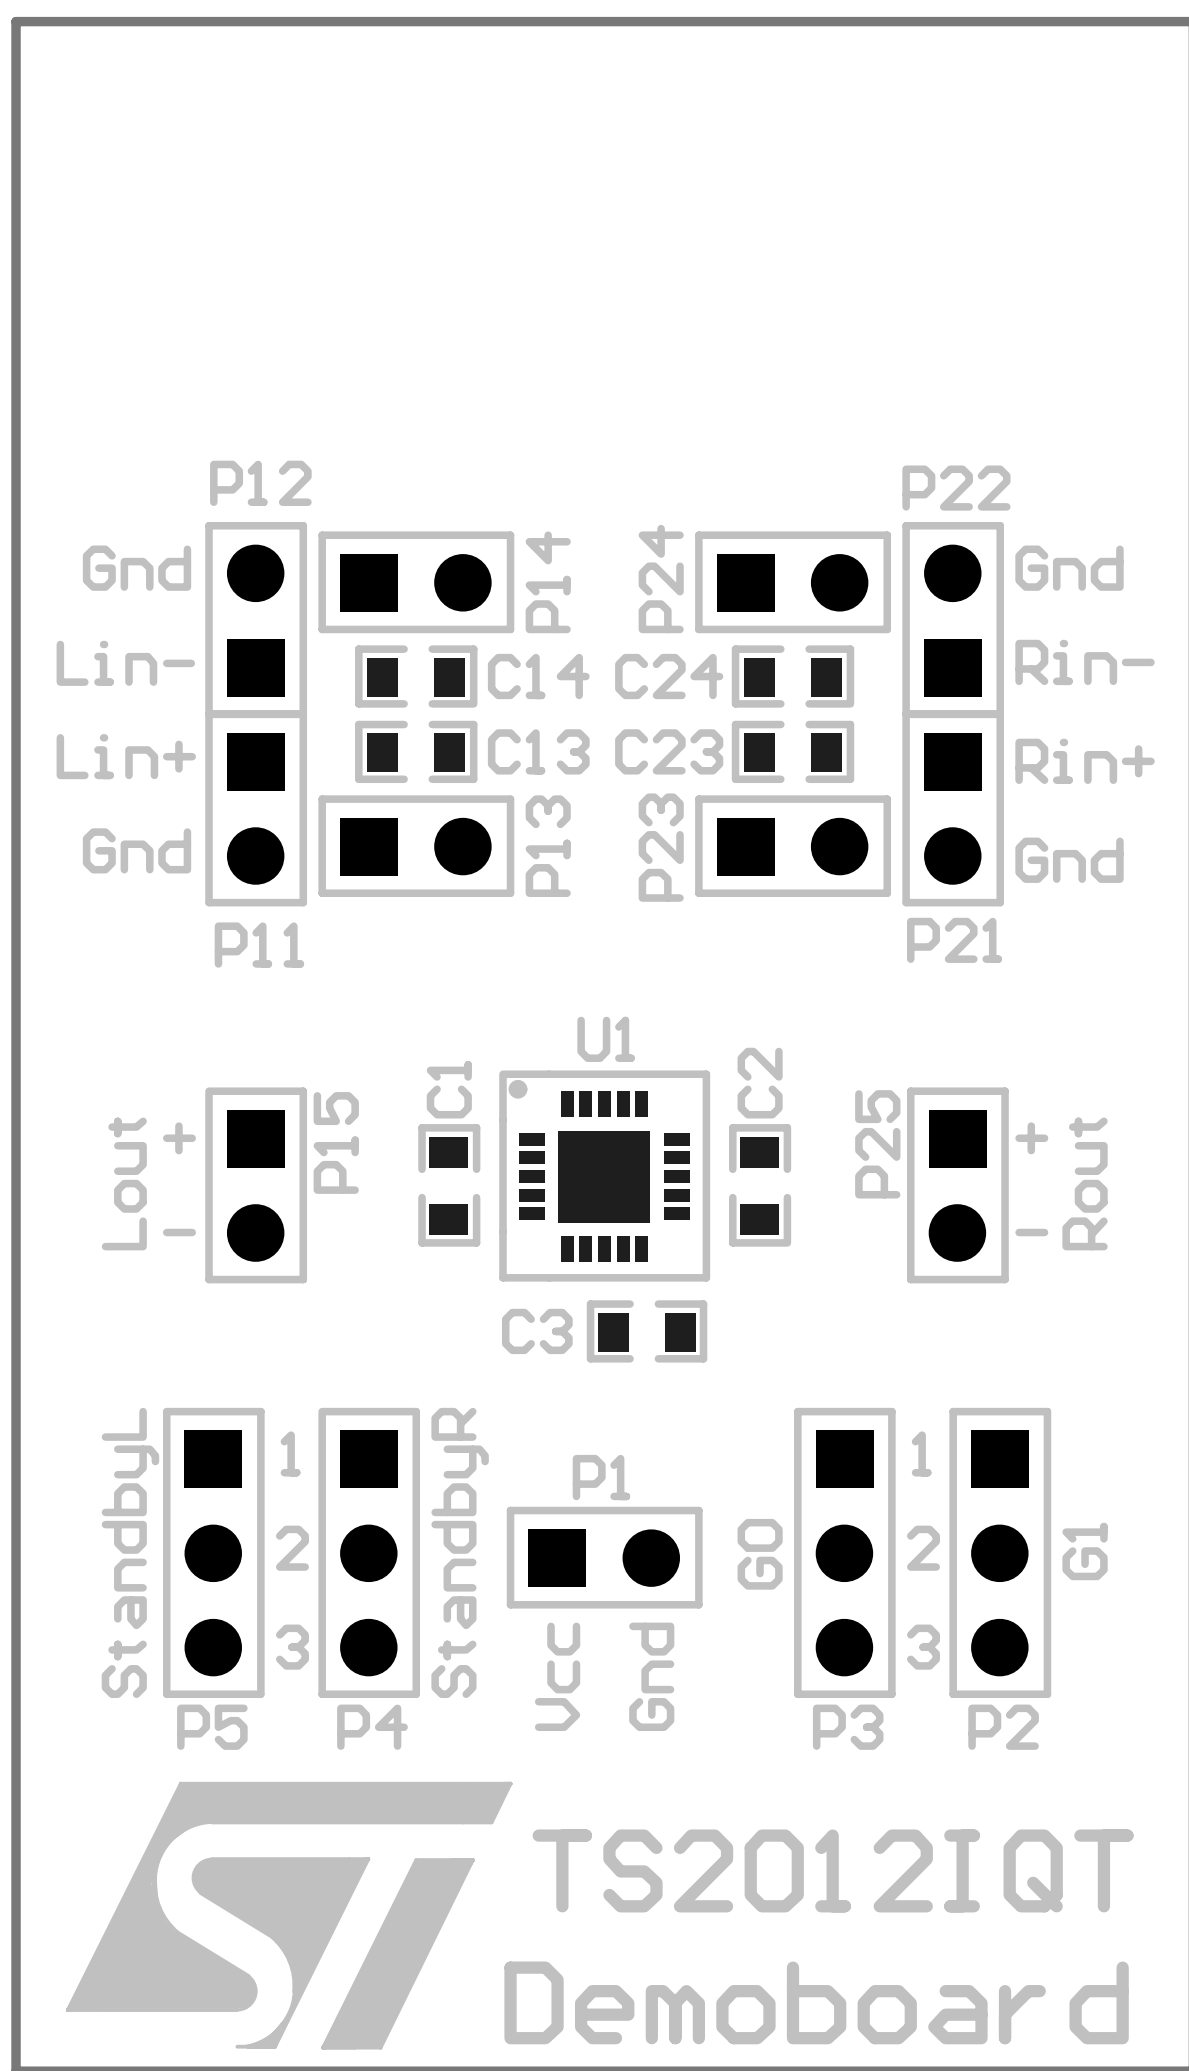 P12
P22
Gnd
P14
P24
Gnd
Lin-
C14
C24
Rin-
Lin+
C13
C23
Rin+
Gnd
P13
P23
Gnd
P11
P21
U1
C1
C2
Lout
+
-
P15
P25
+
-
Rout
C3
StandbyL
1
2
3
StandbyR
P1
Vcc
Gnd
G0
1
2
3
G1
P5
P4
P3
P2
ST
TS2012IQT
Demoboard